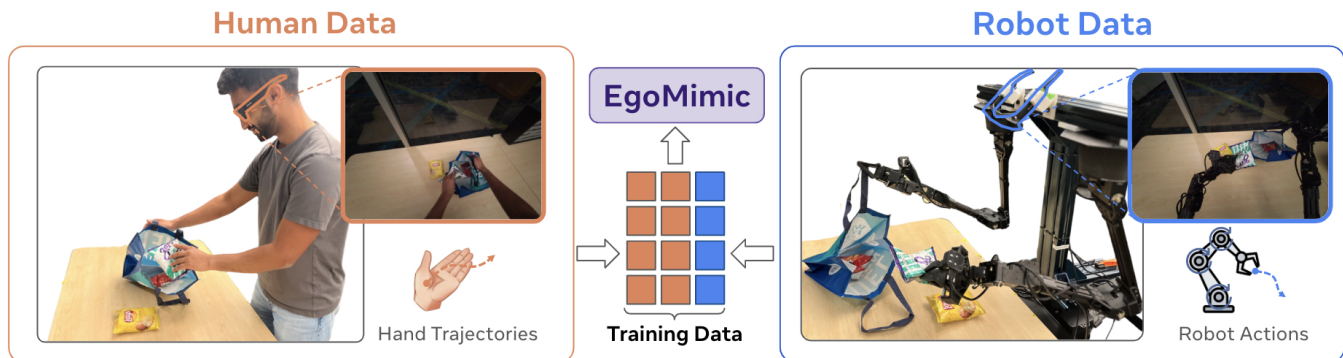 Human Data
Robot Data
EgoMimic
Hand Trajectories
Training Data
Robot Actions